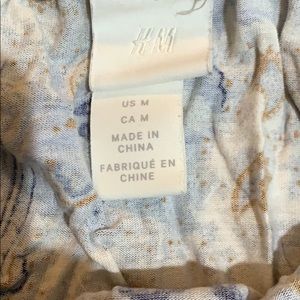 H&M
US M
CA M
MADE IN
CHINA
FABRIQUÉ EN
CHINE